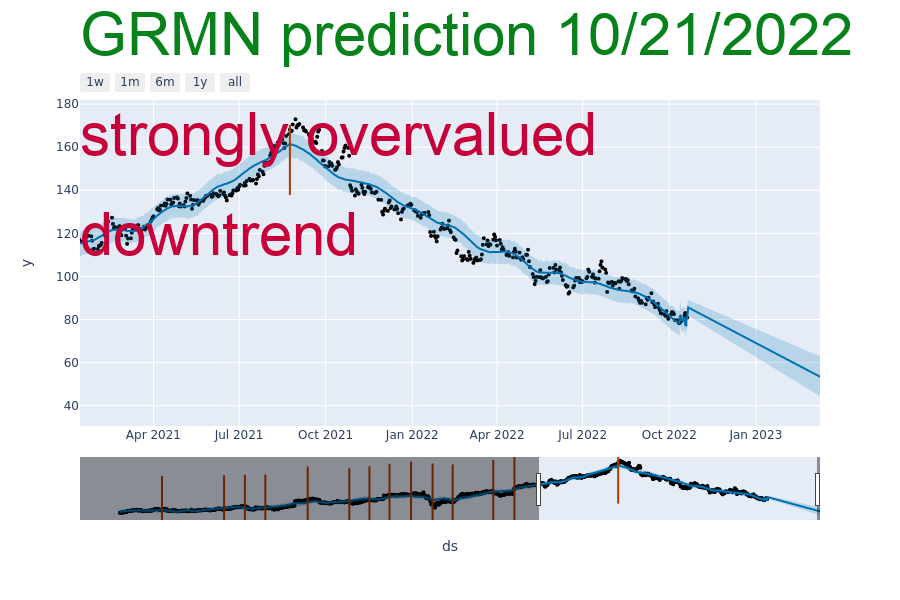 GRMN prediction 10/21/2022
1w 1m 6m 1y all
strongly overvalued
downtrend
180
160
140
120
100
80
60
40
y
Apr 2021 Jul 2021 Oct 2021 Jan 2022 Apr 2022 Jul 2022 Oct 2022 Jan 2023
ds